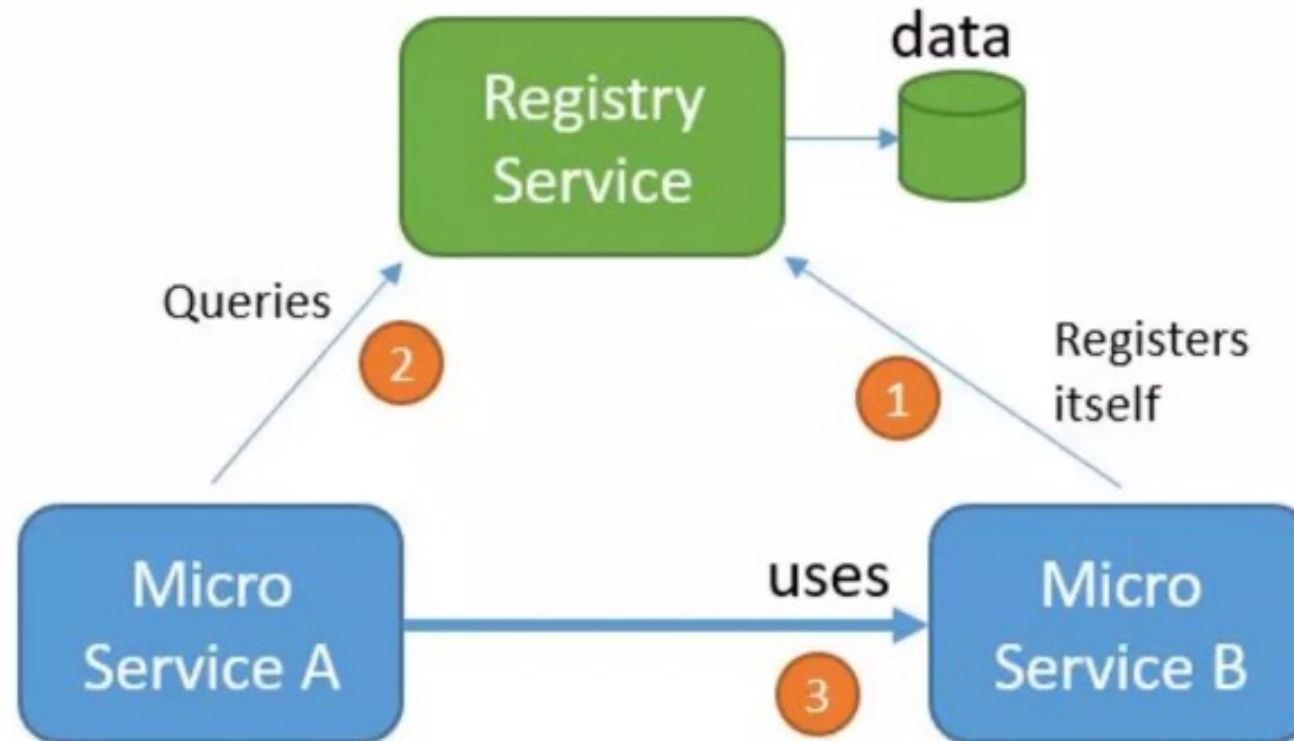 data
Registry
Service
Queries
2
1
Registers
itself
Micro
Service A
uses
3
Micro
Service B